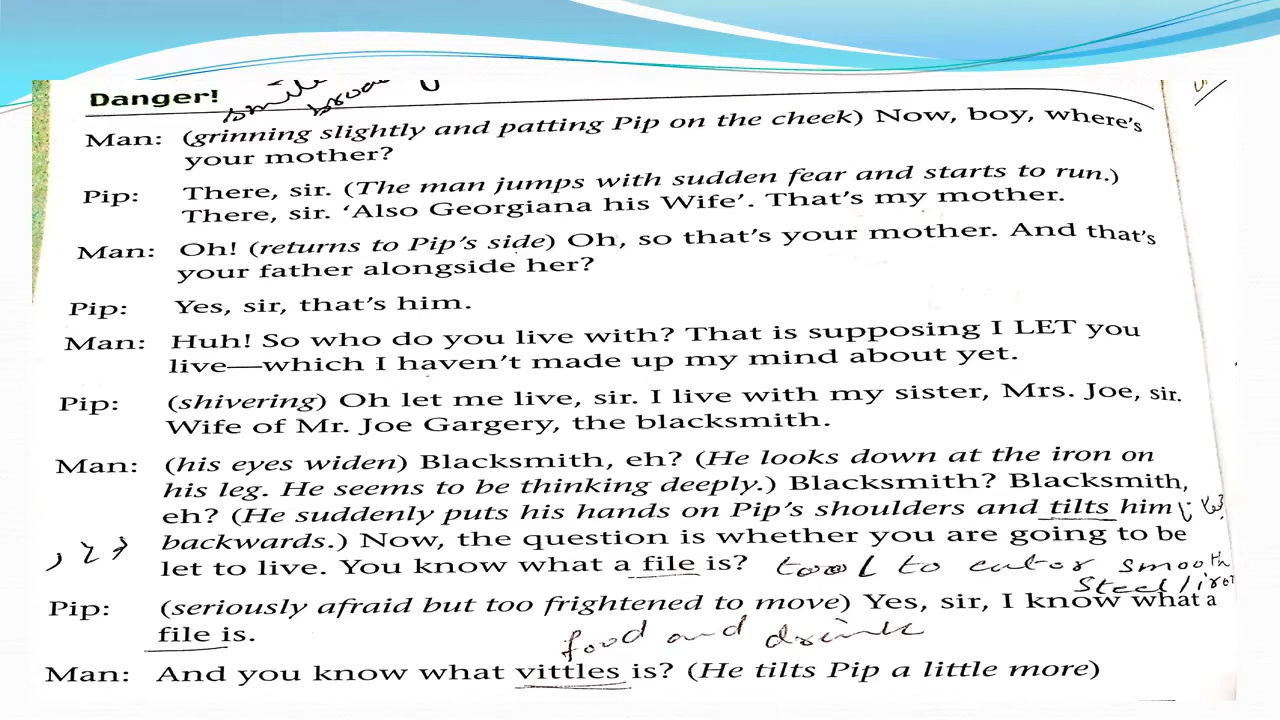 Danger!
smile
broad
Man: (grinning slightly and patting Pip on the cheek) Now, boy, where's
your mother?
Pip: There, sir. (The man jumps with sudden fear and starts to run.)
There, sir. ‘Also Georgiana his Wife’. That's my mother.
Man: Oh! (returns to Pip's side) Oh, so that's your mother. And that's
your father alongside her?
Pip: Yes, sir, that's him.
Man: Huh! So who do you live with? That is supposing I LET you
live—which I haven't made up my mind about yet.
Pip: (shivering) Oh let me live, sir. I live with my sister, Mrs. Joe, sir.
Wife of Mr. Joe Gargery, the blacksmith.
Man: (his eyes widen) Blacksmith, eh? (He looks down at the iron on
his leg. He seems to be thinking deeply.) Blacksmith? Blacksmith,
eh? (He suddenly puts his hands on Pip's shoulders and tilts him
backwards.) Now, the question is whether you are going to be
let to live. You know what a file is? tool to cut or smooth
steel/iron
Pip: (seriously afraid but too frightened to move) Yes, sir, I know what a
file is.
food and drink
Man: And you know what vittles is? (He tilts Pip a little more)